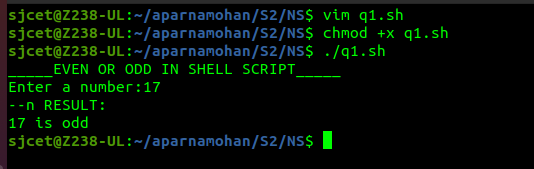 sjcet@Z238-UL:~/aparnamohan/S2/NS$ vim q1.sh
sjcet@Z238-UL:~/aparnamohan/S2/NS$ chmod +x q1.sh
sjcet@Z238-UL:~/aparnamohan/S2/NS$ ./q1.sh
_____EVEN OR ODD IN SHELL SCRIPT_____
Enter a number:17
--n RESULT:
17 is odd
sjcet@Z238-UL:~/aparnamohan/S2/NS$